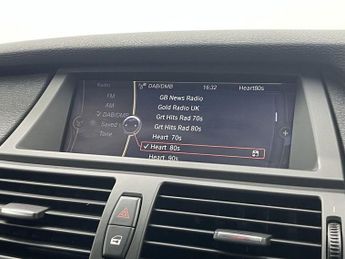 Radio
DAB/DMB
16:32
Heart80s
FM
AM
DAB/DMB
Saved
Tone
GB News Radio
Gold Radio UK
Grt Hits Rad 70s
Grt Hits Rad 80s
Heart 70s
Heart 80s
Heart 90s